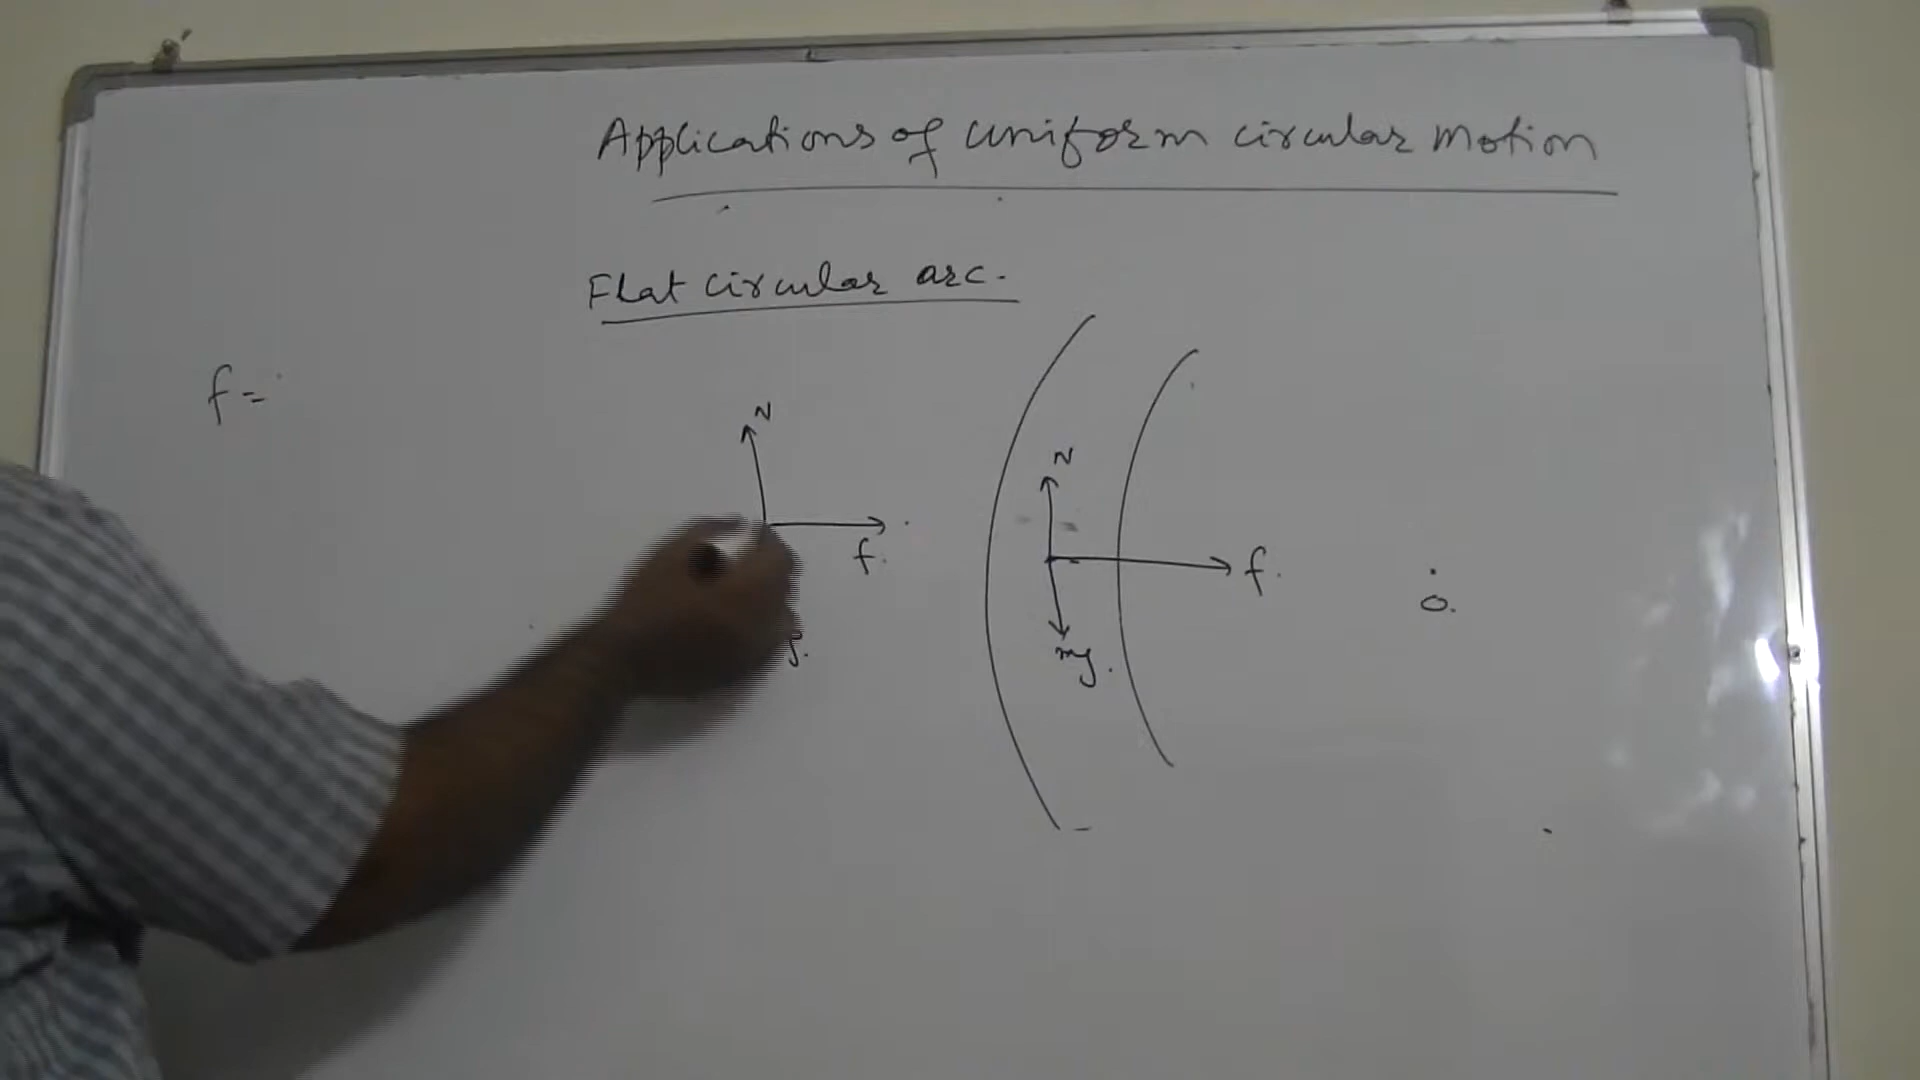 Applications of uniform circular motion
Flat circular arc.
f =
N
f.
N
f.
mg.
O.